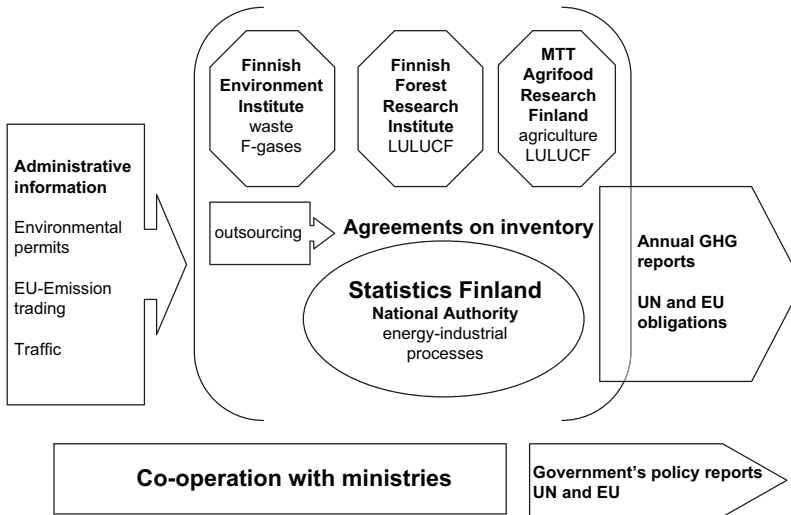 Administrative
information
Environmental
permits
EU-Emission
trading
Traffic
Finnish
Environment
Institute
waste
F-gases
Finnish
Forest
Research
Institute
LULUCF
MTT
Agrifood
Research
Finland
agriculture
LULUCF
outsourcing
Agreements on inventory
Statistics Finland
National Authority
energy-industrial
processes
Annual GHG
reports
UN and EU
obligations
Co-operation with ministries
Government’s policy reports
UN and EU